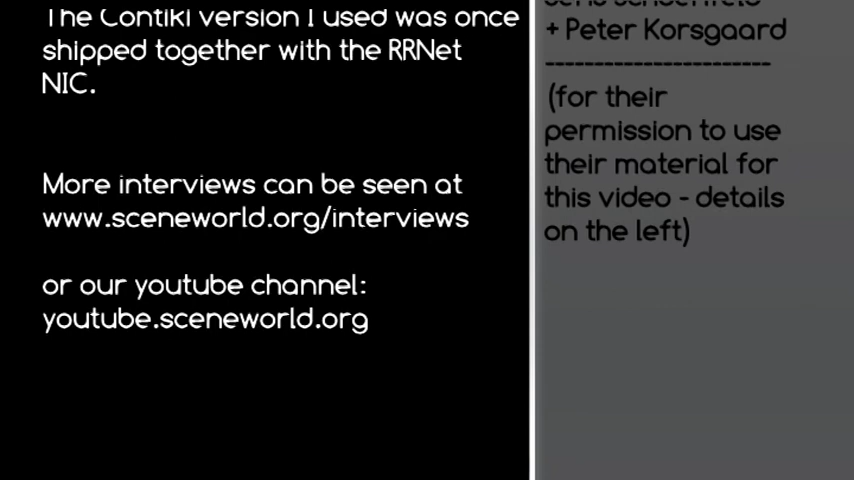 The Contiki version I used was once
shipped together with the RRNet
NIC.
More interviews can be seen at
www.sceneworld.org/interviews
or our youtube channel:
youtube.sceneworld.org
+ Peter Korsgaard
-----------------------
(for their
permission to use
their material for
this video - details
on the left)